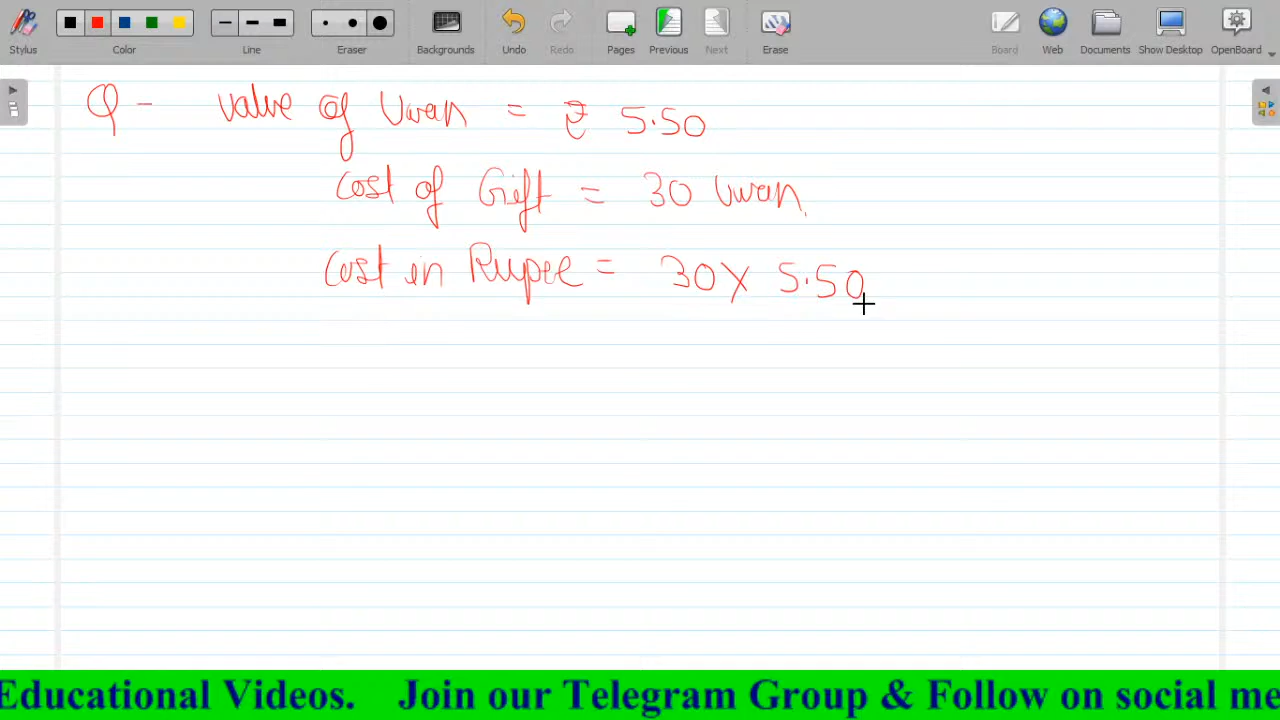 Stylus Color Line Eraser Backgrounds Undo Redo Pages Previous Next Erase Board Web Documents Show Desktop OpenBoard
Q - Value of Uwan = ₹ 5.50
Cost of Gift = 30 Uwan
Cost in Rupee = 30 X 5.50
Educational Videos. Join our Telegram Group & Follow on social me